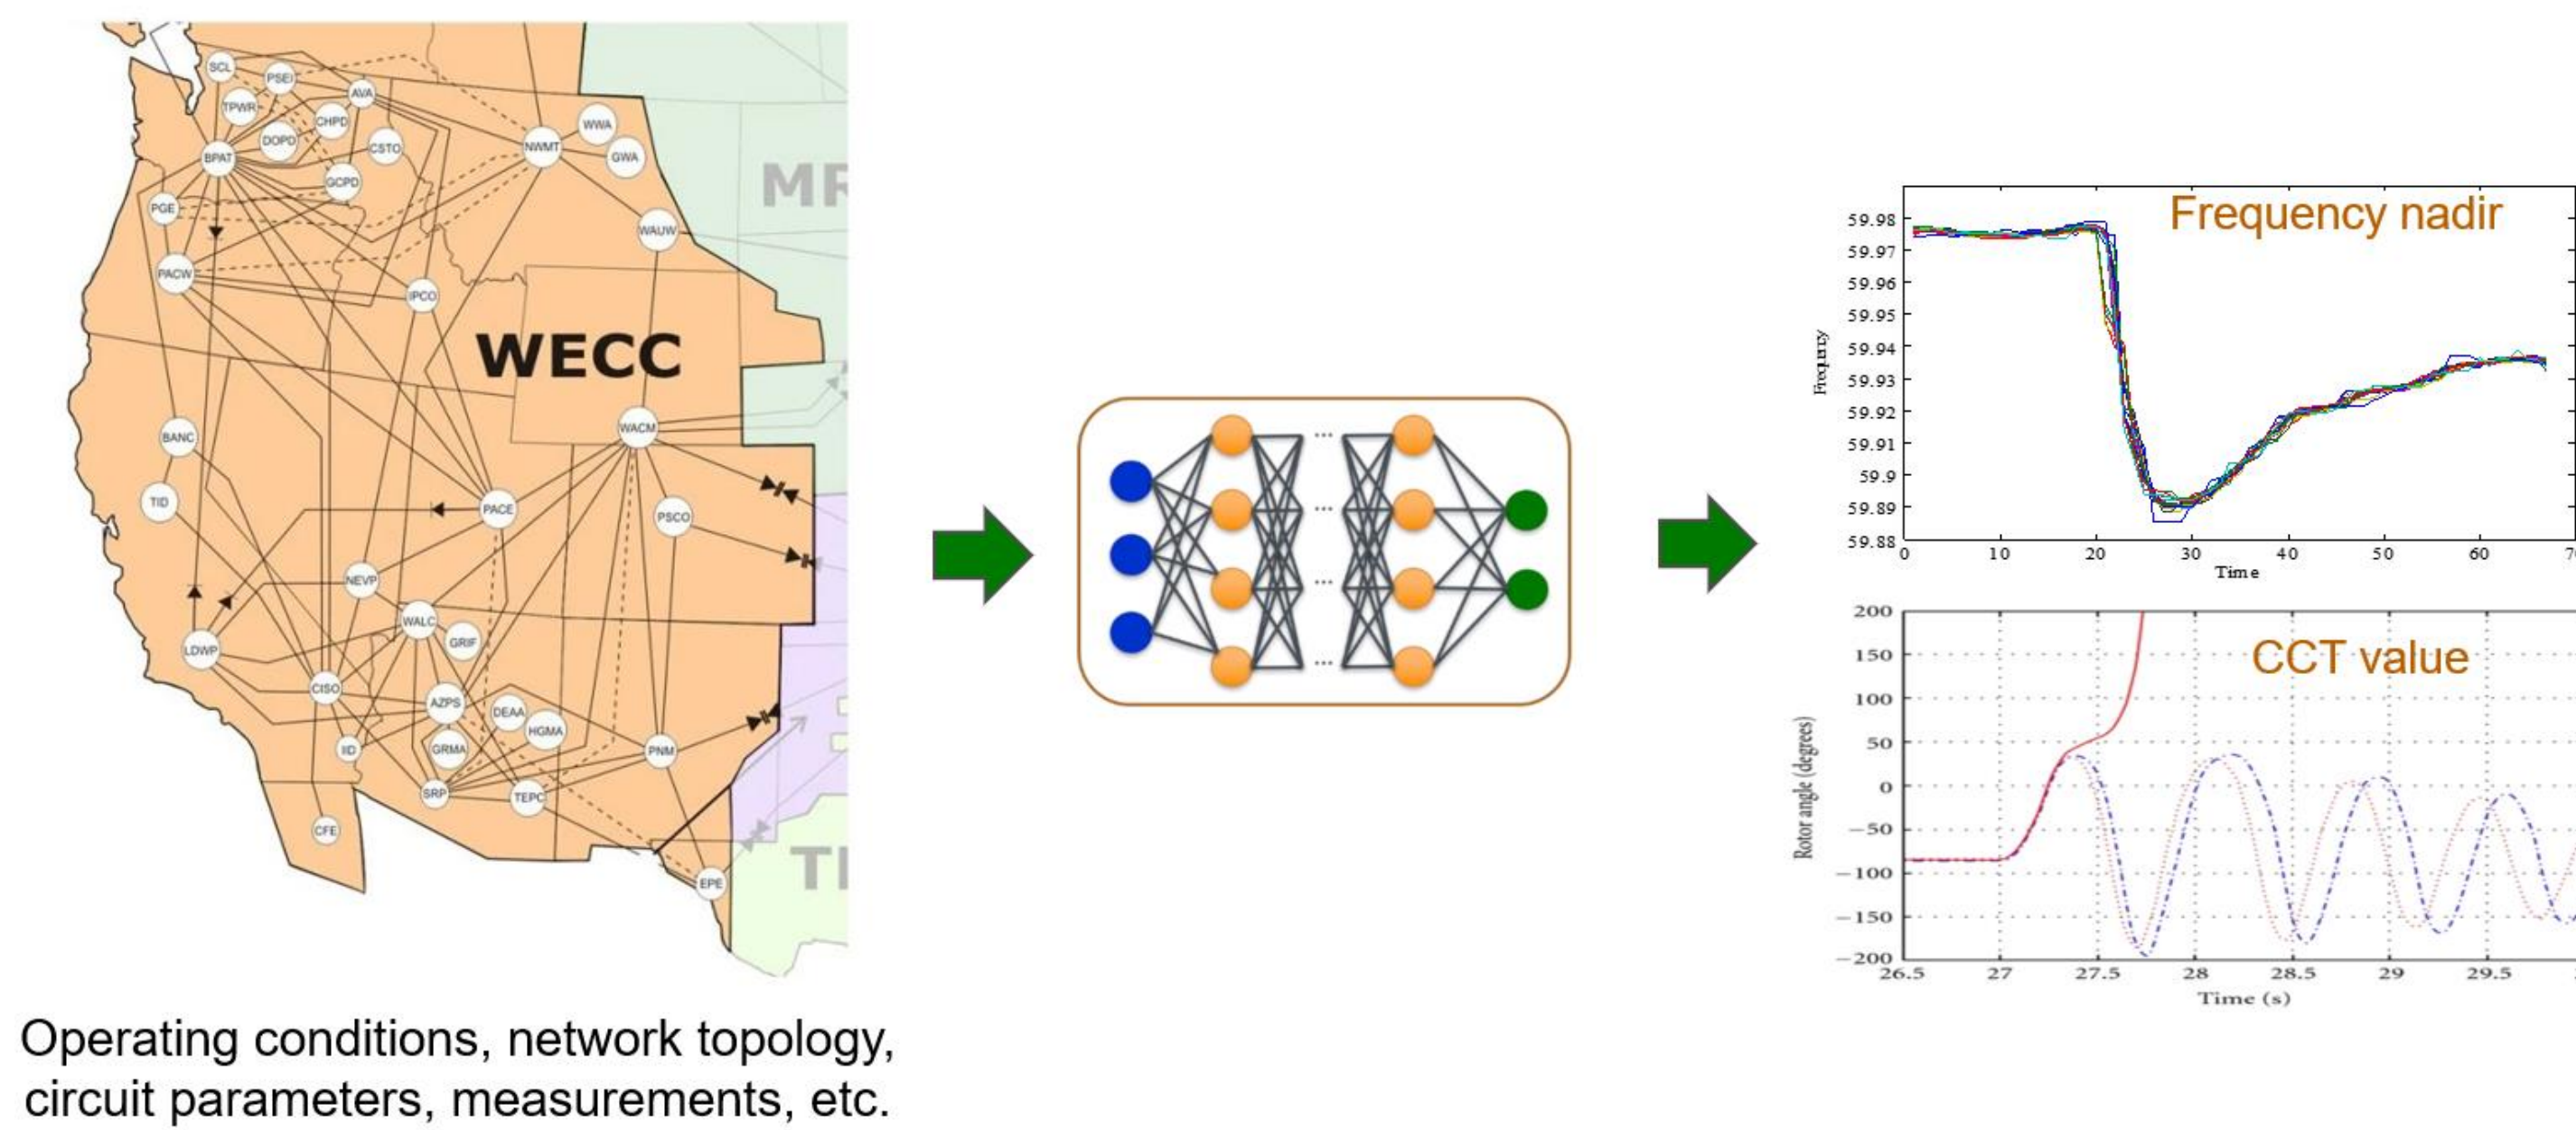 SCL
PSEI
AVA
TPWR
CHPD
DOPD
CSTO
WWA
NWMT
GWA
BPAT
GCPD
PGE
WAUW
MR
PACW
IPCO
WECC
BANC
WACM
TID
PACE
PSCO
NEVP
WALC
GRIF
LDWP
CISO
AZPS
DEAA
HGMA
IID
GRMA
PNM
SRP
TEPC
CFE
EPE
Operating conditions, network topology,
circuit parameters, measurements, etc.
...
...
...
...
Frequency nadir
59.98
59.97
59.96
59.95
59.94
59.93
59.92
59.91
59.9
59.89
59.88
Frequency
0 10 20 30 40 50 60
Time
CCT value
200
150
100
50
0
−50
−100
−150
−200
Rotor angle (degrees)
26.5 27 27.5 28 28.5 29 29.5
Time (s)